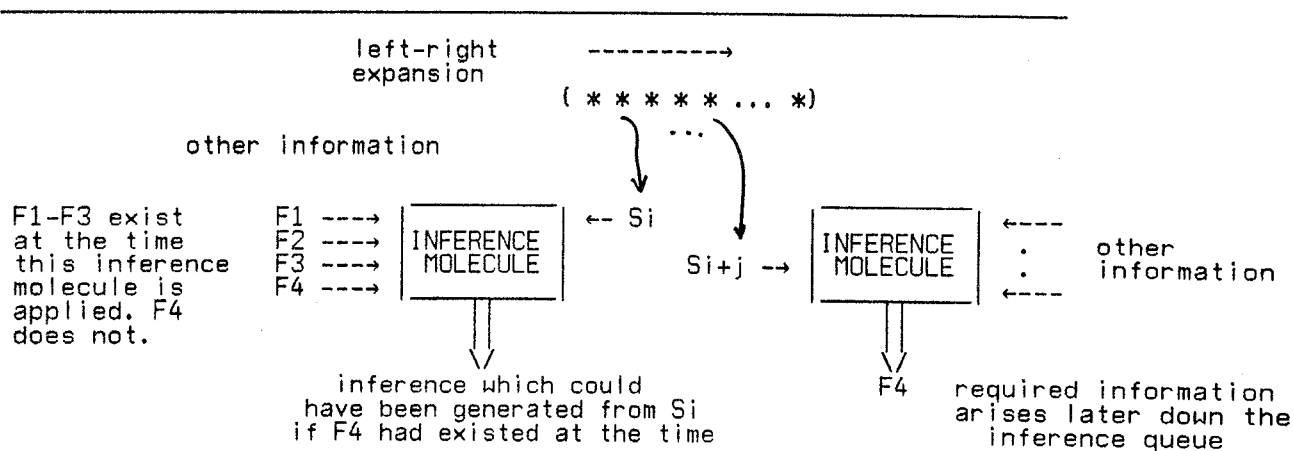 left-right ---------→
expansion
( * * * * * ... * )
...
other information
F1-F3 exist
at the time
this inference
molecule is
applied. F4
does not.
F1 ----→
F2 ----→
F3 ----→
F4 ----→
INFERENCE
MOLECULE
←-- Si
Si+j --→
INFERENCE
MOLECULE
←----
.
.
←----
other
information
inference which could
have been generated from Si
if F4 had existed at the time
F4
required information
arises later down the
inference queue